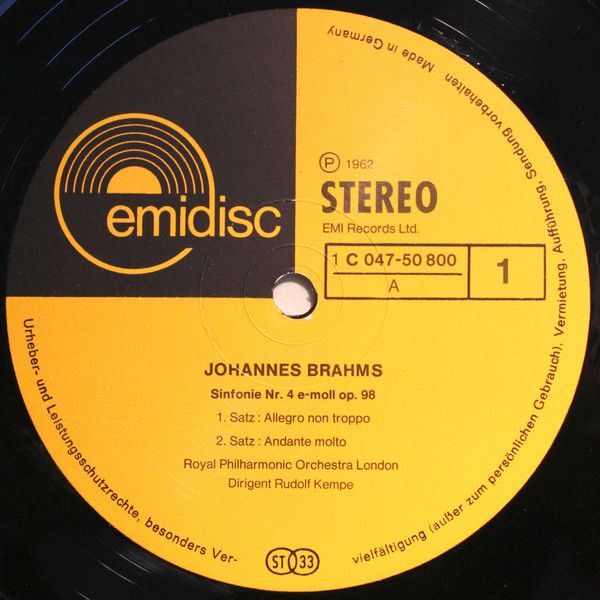 emidisc
Ⓟ 1962
STEREO
EMI Records Ltd.
1 C 047-50 800
A
1
JOHANNES BRAHMS
Sinfonie Nr. 4 e-moll op. 98
1. Satz : Allegro non troppo
2. Satz : Andante molto
Royal Philharmonic Orchestra London
Dirigent Rudolf Kempe
ST 33
Urheber- und Leistungsschutzrechte, besonders Ver-
vielfältigung (außer zum persönlichen Gebrauch), Vermietung, Aufführung, Sendung vorbehalten Made in Germany